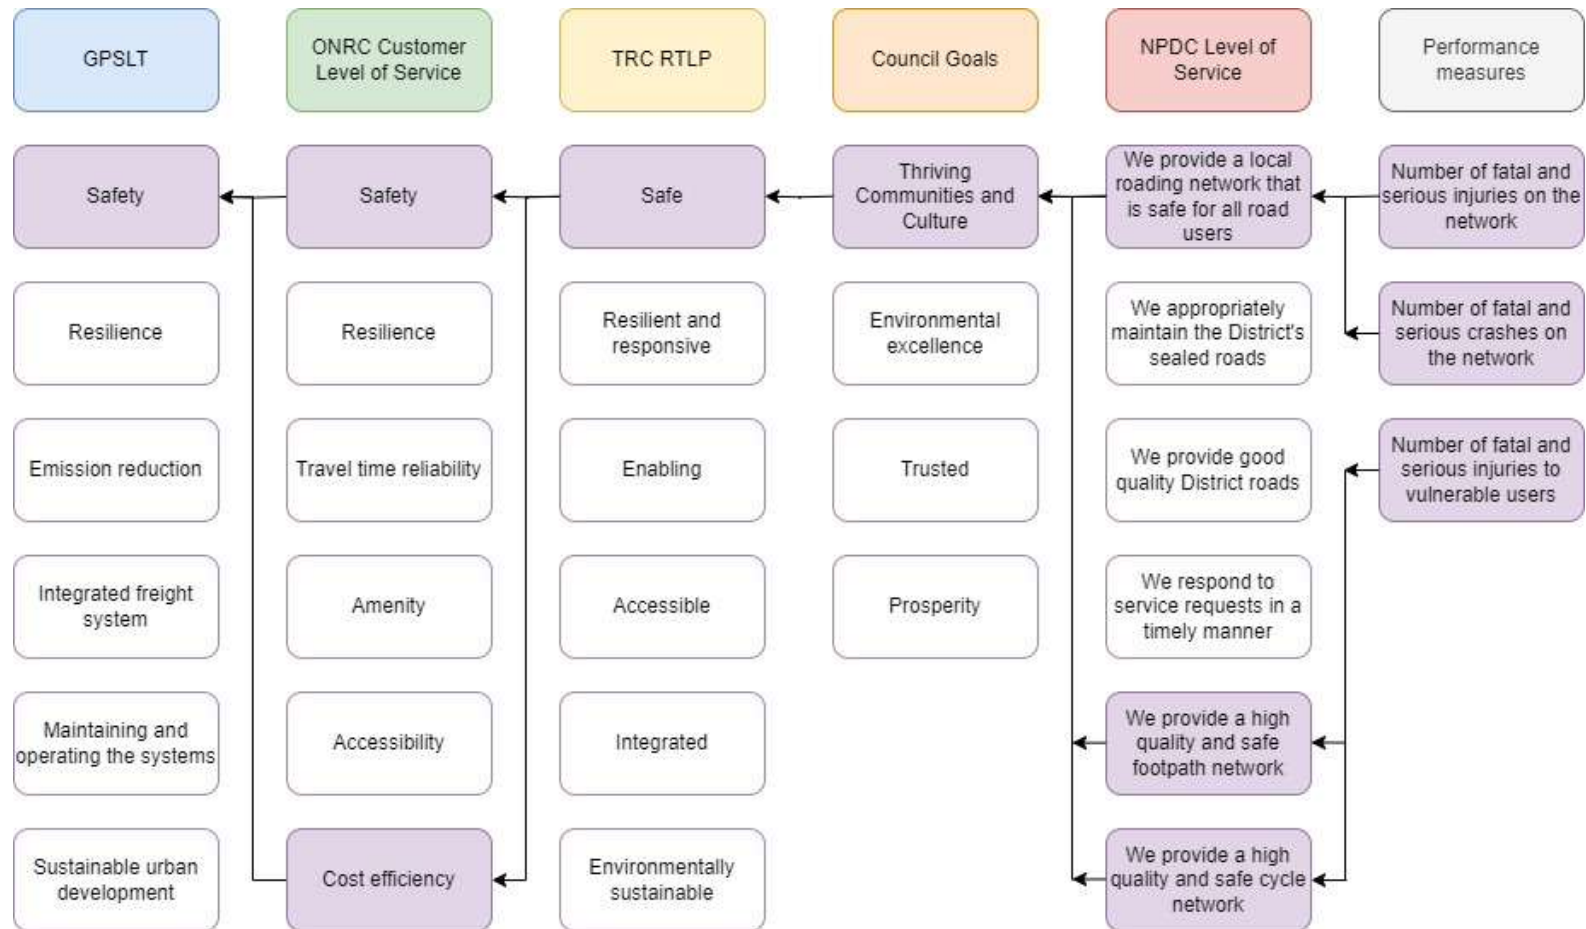 GPSLT
ONRC Customer
Level of Service
TRC RTLP
Council Goals
NPDC Level of
Service
Performance
measures
Safety
Safety
Safe
Thriving
Communities and
Culture
We provide a local
roading network that
is safe for all road
users
Number of fatal and
serious injuries on the
network
Resilience
Resilience
Resilient and
responsive
Environmental
excellence
We appropriately
maintain the District's
sealed roads
Number of fatal and
serious crashes on
the network
Emission reduction
Travel time reliability
Enabling
Trusted
We provide good
quality District roads
Number of fatal and
serious injuries to
vulnerable users
Integrated freight
system
Amenity
Accessible
Prosperity
We respond to
service requests in a
timely manner
Maintaining and
operating the systems
Accessibility
Integrated
We provide a high
quality and safe
footpath network
Sustainable urban
development
Cost efficiency
Environmentally
sustainable
We provide a high
quality and safe cycle
network